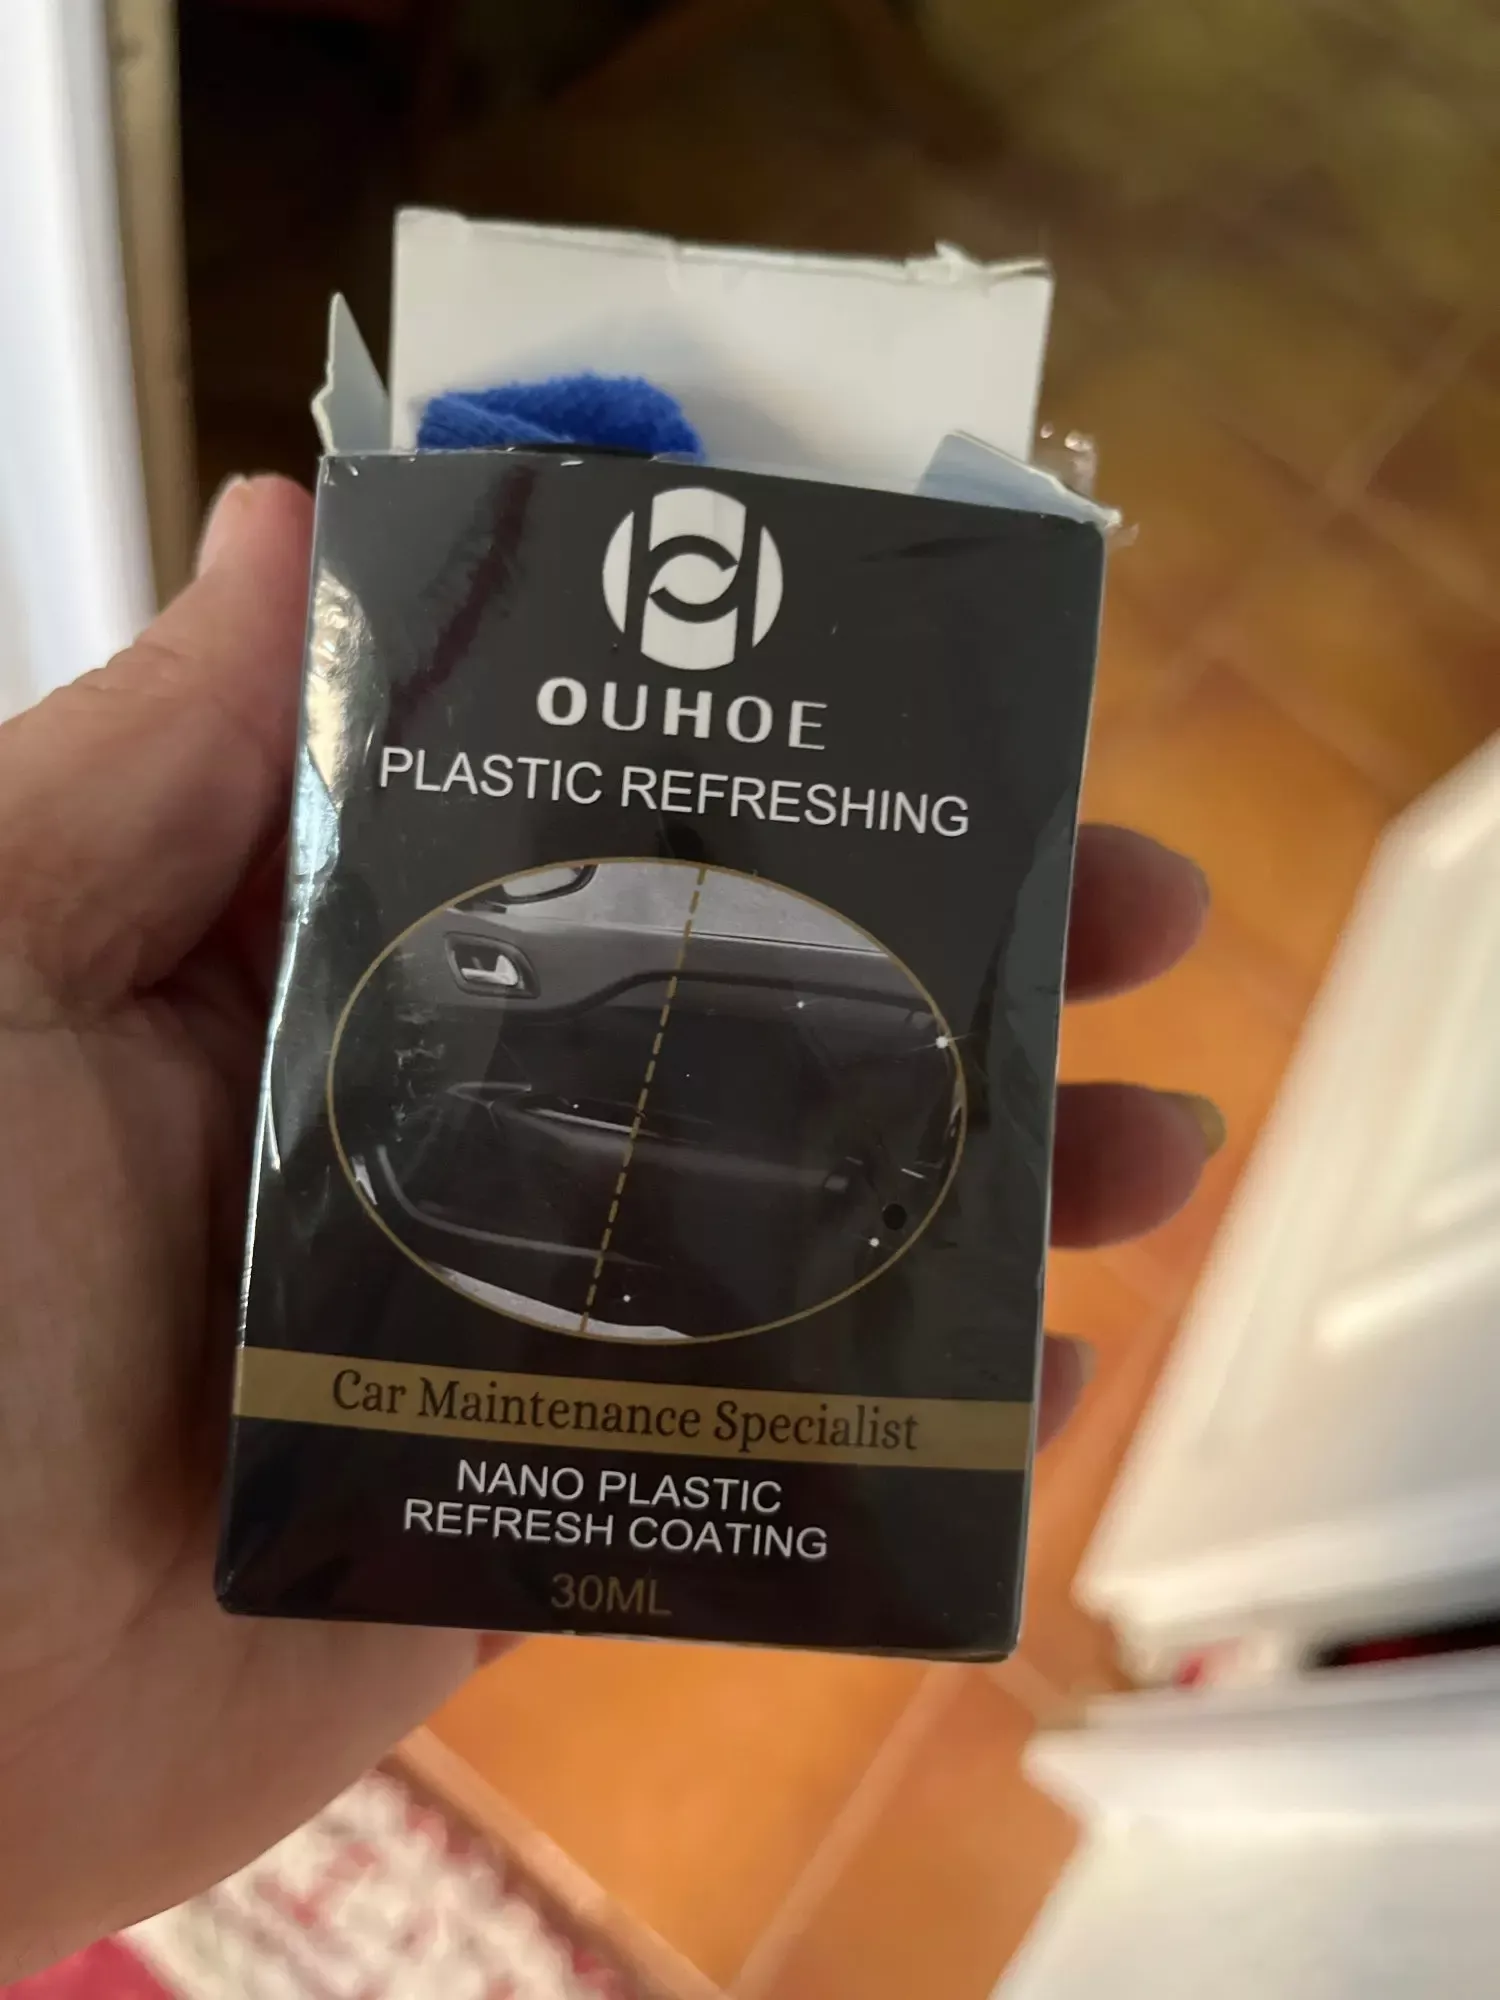 OUHOE
PLASTIC REFRESHING
Car Maintenance Specialist
NANO PLASTIC
REFRESH COATING
30ML